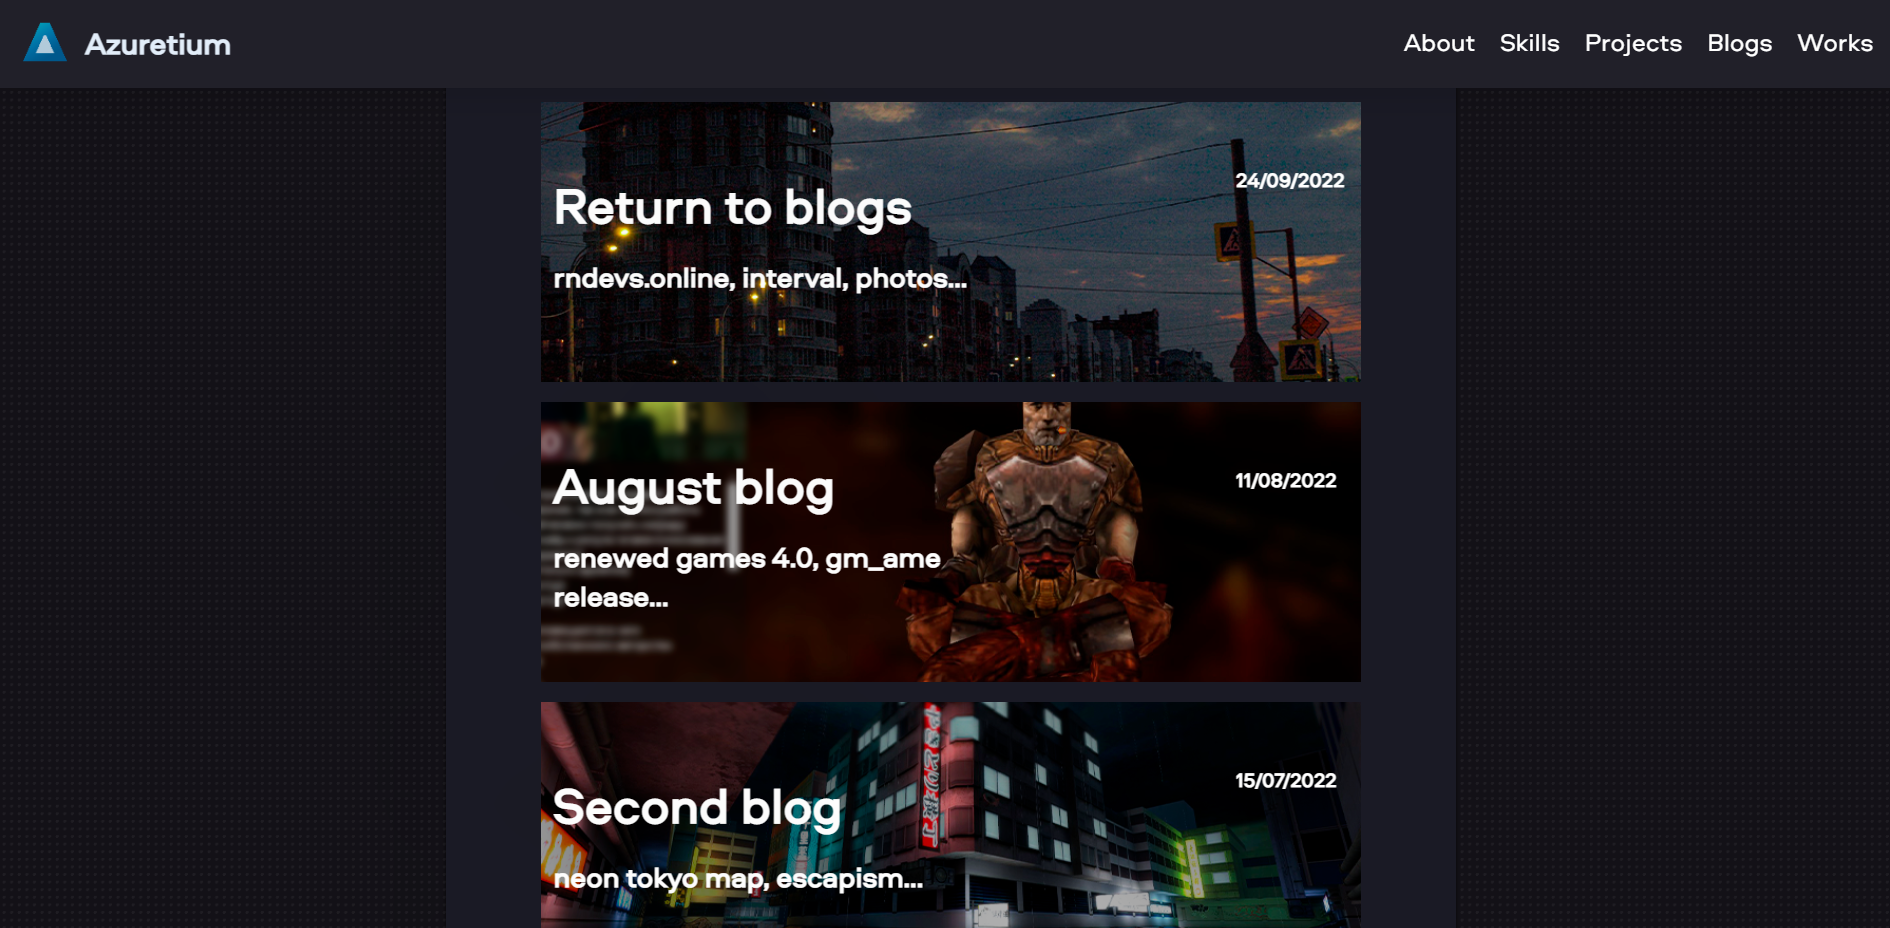 Azuretium
About Skills Projects Blogs Works
24/09/2022
Return to blogs
rndevs.online, interval, photos...
11/08/2022
August blog
renewed games 4.0, gm_ame
release...
15/07/2022
Second blog
neon tokyo map, escapism...